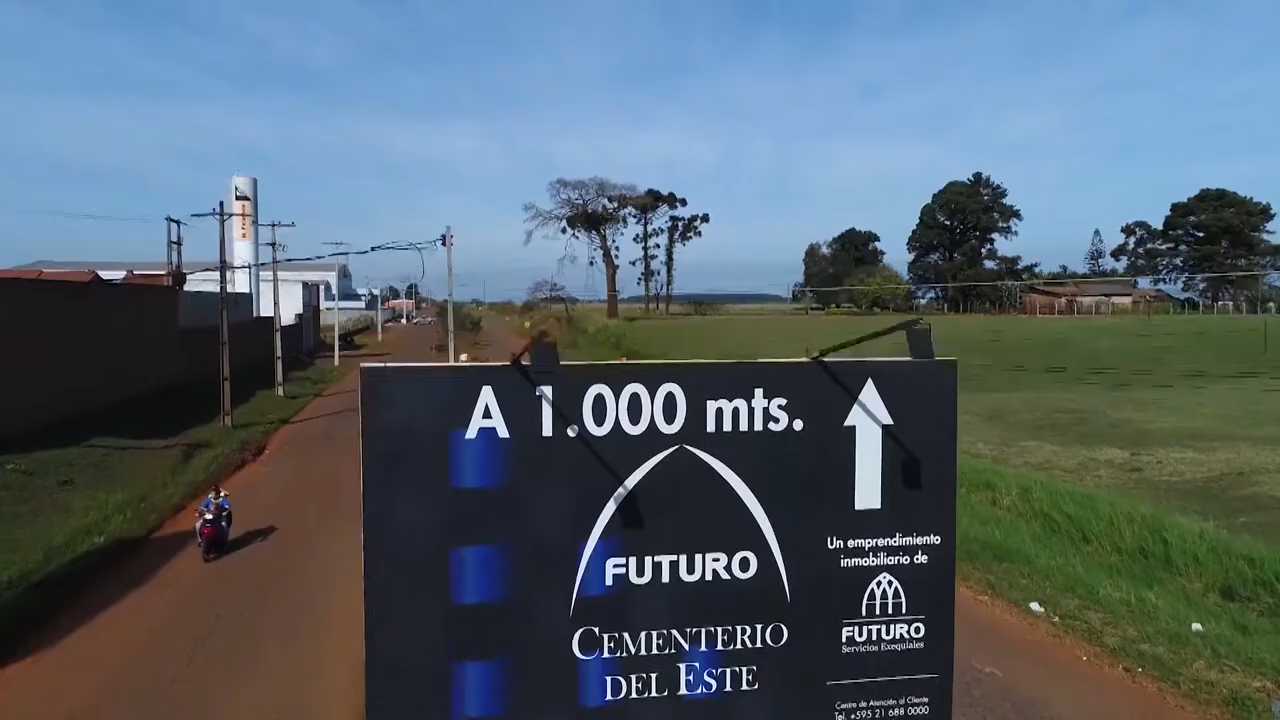 A 1.000 mts.
FUTURO
CEMENTERIO
DEL ESTE
Un emprendimiento
inmobiliario de
FUTURO
Servicios Exequiales
Centro de Atención al Cliente
Tel. +595 21 688 0000